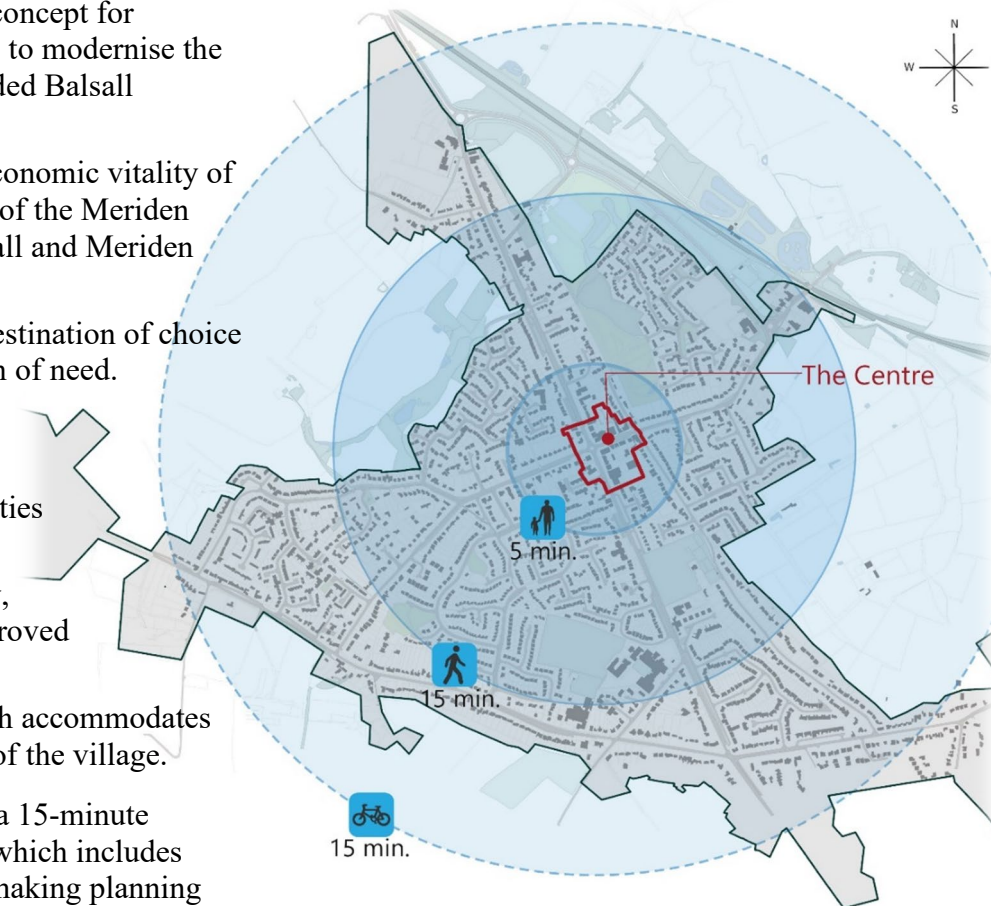 concept for
to modernise the
ded Balsall
conomic vitality of
of the Meriden
all and Meriden
estination of choice
n of need.
ties
,
roved
h accommodates
of the village.
a 15-minute
which includes
making planning
N
W
S
The Centre
5 min.
15 min.
15 min.